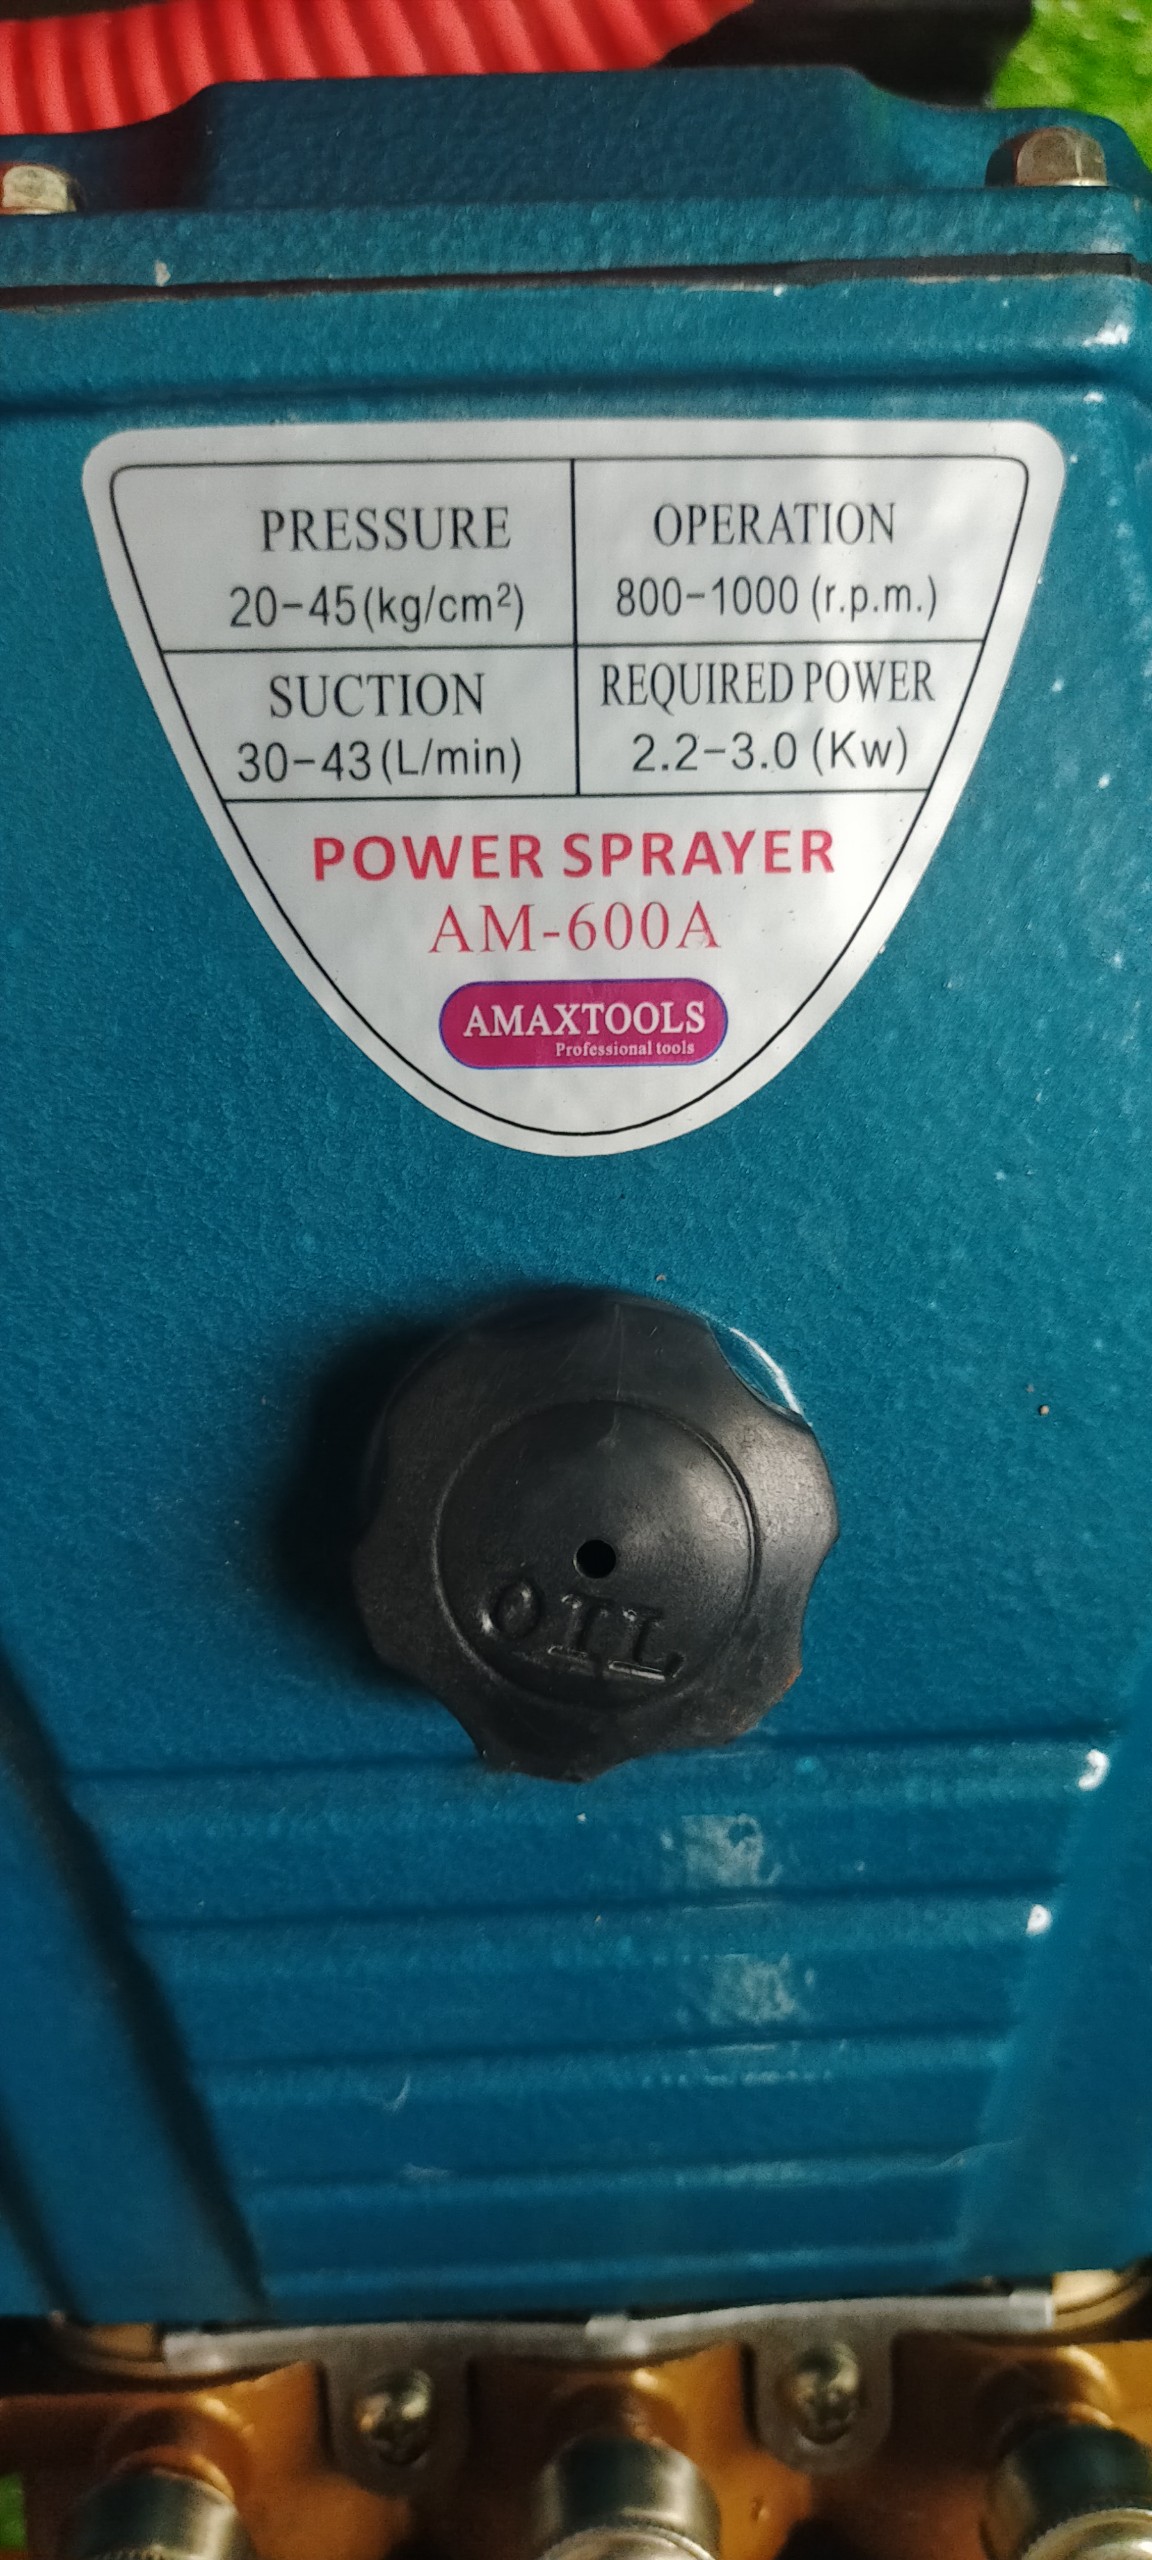 PRESSURE
20-45(kg/cm²)
OPERATION
800-1000 (r.p.m.)
SUCTION
30-43(L/min)
REQUIRED POWER
2.2-3.0 (Kw)
POWER SPRAYER
AM-600A
AMAXTOOLS
Professional tools
OIL